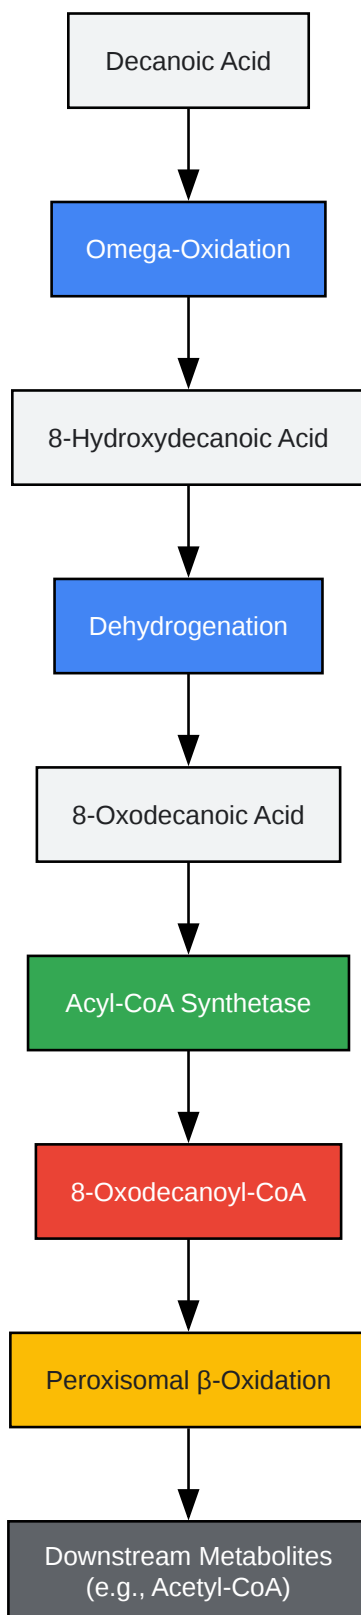 Decanoic Acid
Omega-Oxidation
8-Hydroxydecanoic Acid
Dehydrogenation
8-Oxodecanoic Acid
Acyl-CoA Synthetase
8-Oxodecanoyl-CoA
Peroxisomal β-Oxidation
Downstream Metabolites
(e.g., Acetyl-CoA)